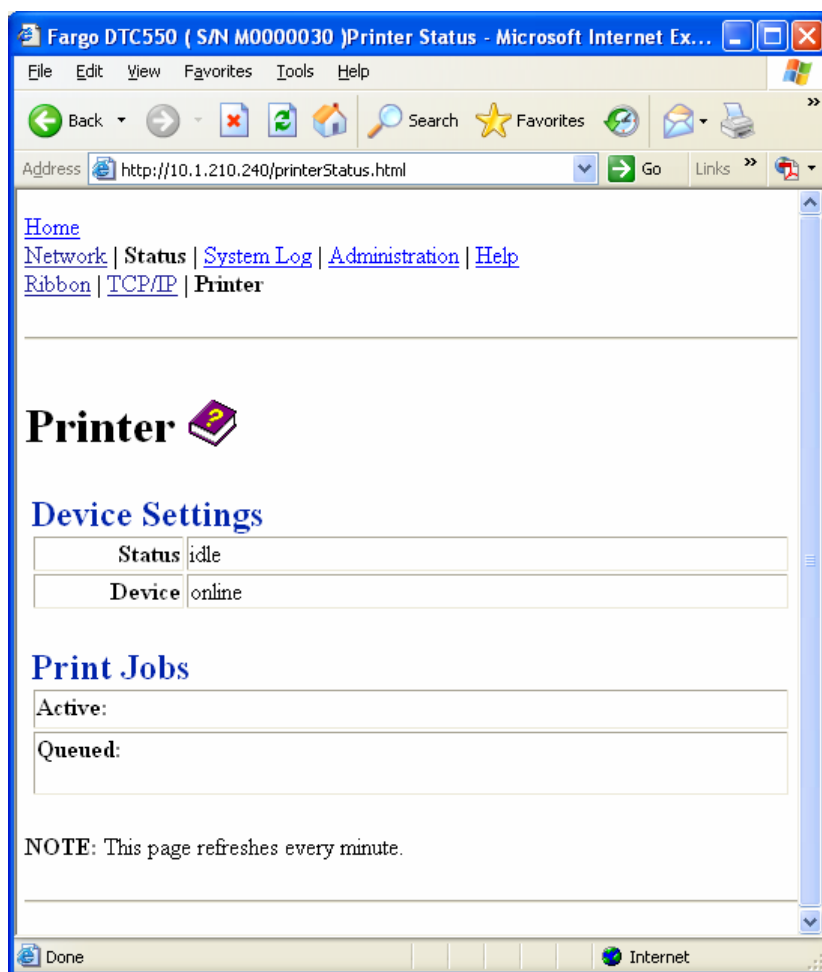 Fargo DTC550 ( S/N M0000030 )Printer Status - Microsoft Internet Ex...
File Edit View Favorites Tools Help
Back Search Favorites »
Address http://10.1.210.240/printerStatus.html Go Links »
Home
Network | Status | System Log | Administration | Help
Ribbon | TCP/IP | Printer
Printer ?
Device Settings
Status idle
Device online
Print Jobs
Active:
Queued:
NOTE: This page refreshes every minute.
Done Internet